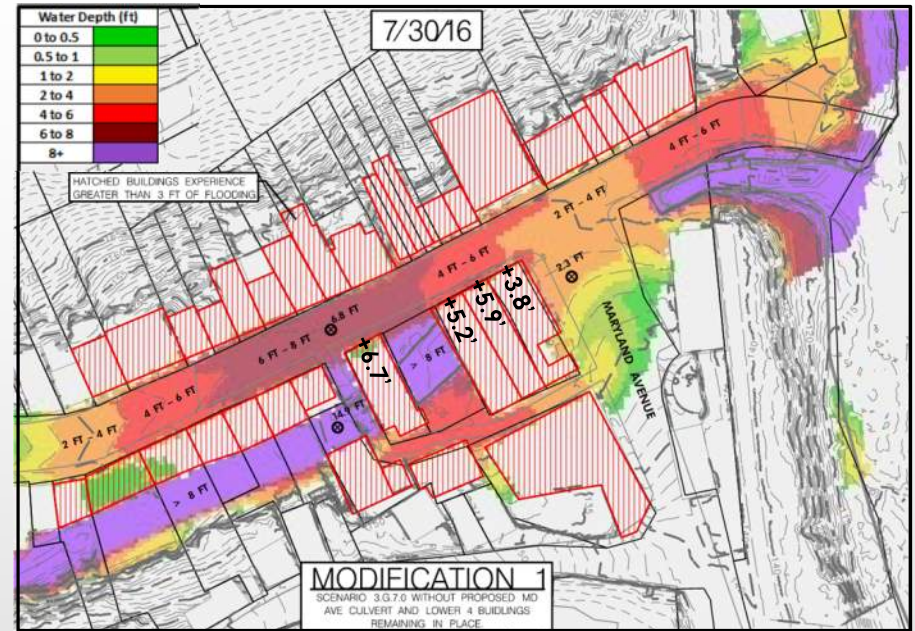 Water Depth (ft)
0 to 0.5
0.5 to 1
1 to 2
2 to 4
4 to 6
6 to 8
8+
7/30/16
HATCHED BUILDINGS EXPERIENCE
GREATER THAN 3 FT OF FLOODING
4 FT - 6 FT
2 FT - 4 FT
2.3 FT
4 FT - 6 FT
+3.8'
+5.9'
+5.2'
6.8 FT
6 FT - 8 FT
+6.7'
> 8 FT
MARYLAND AVENUE
4 FT - 6 FT
14.9 FT
2 FT - 4 FT
> 8 FT
MODIFICATION 1
SCENARIO 3.G.7.0 WITHOUT PROPOSED MD
AVE CULVERT AND LOWER 4 BUIDLINGS
REMAINING IN PLACE.